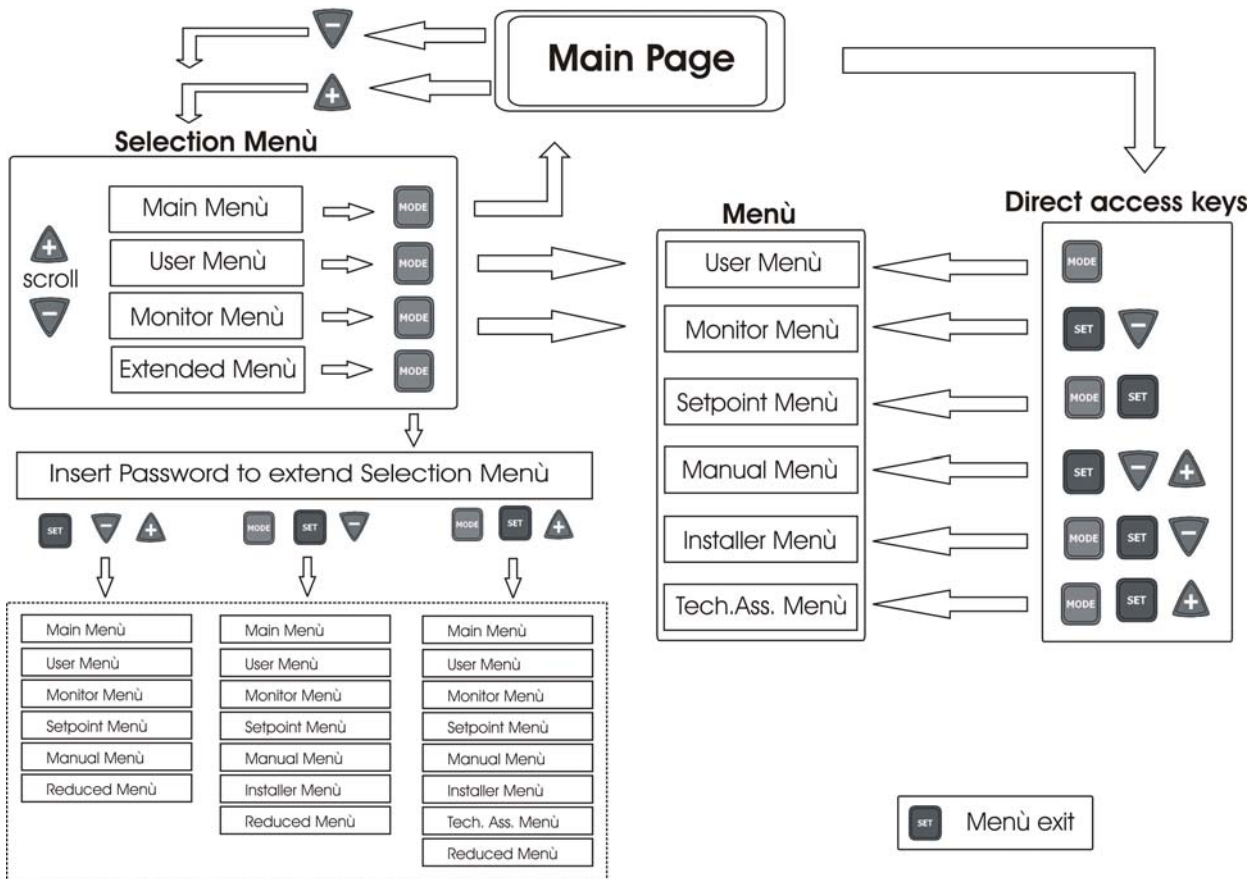 −
Main Page
+
Selection Menù
Main Menù
MODE
User Menù
MODE
+
scroll
−
Monitor Menù
MODE
Extended Menù
MODE
Insert Password to extend Selection Menù
SET − +
MODE SET −
MODE SET +
Main Menù
User Menù
Monitor Menù
Setpoint Menù
Manual Menù
Reduced Menù
Main Menù
User Menù
Monitor Menù
Setpoint Menù
Manual Menù
Installer Menù
Reduced Menù
Main Menù
User Menù
Monitor Menù
Setpoint Menù
Manual Menù
Installer Menù
Tech. Ass. Menù
Reduced Menù
Menù
User Menù
Monitor Menù
Setpoint Menù
Manual Menù
Installer Menù
Tech.Ass. Menù
Direct access keys
MODE
SET −
MODE SET
SET − +
MODE SET −
MODE SET +
SET Menù exit